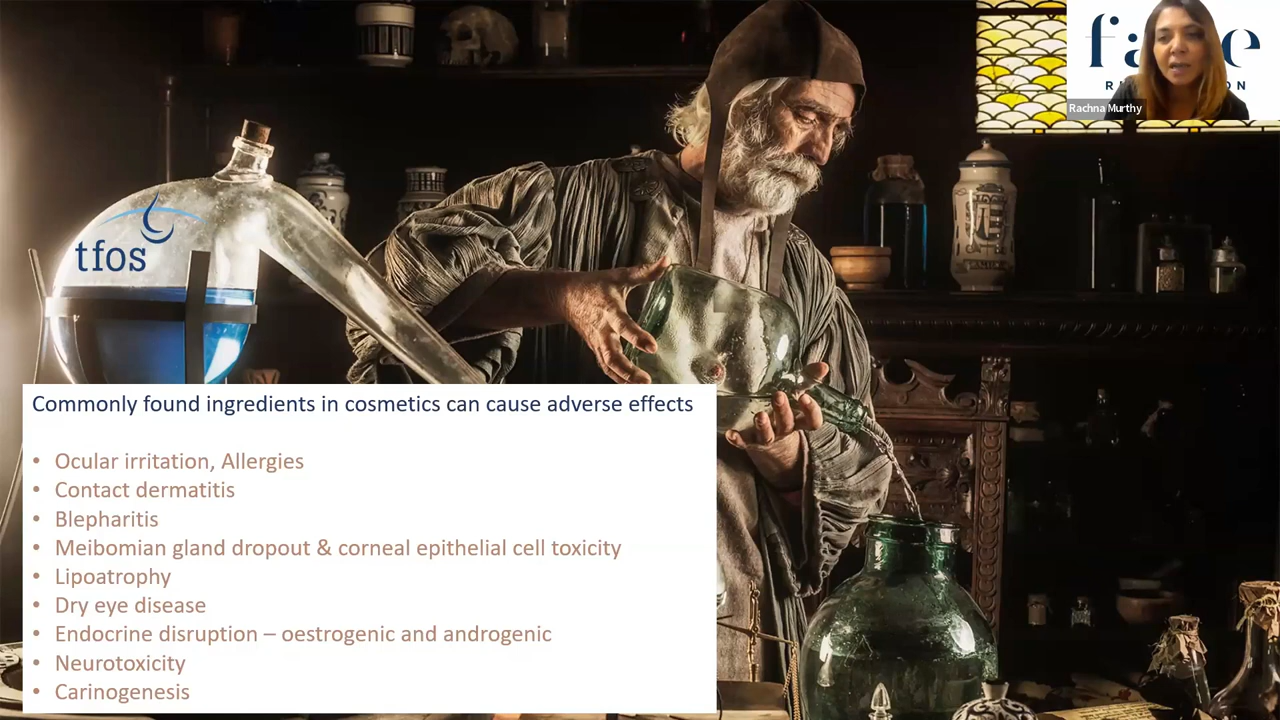 Rachna Murthy
tfos
Commonly found ingredients in cosmetics can cause adverse effects
• Ocular irritation, Allergies
• Contact dermatitis
• Blepharitis
• Meibomian gland dropout & corneal epithelial cell toxicity
• Lipoatrophy
• Dry eye disease
• Endocrine disruption – oestrogenic and androgenic
• Neurotoxicity
• Carinogenesis